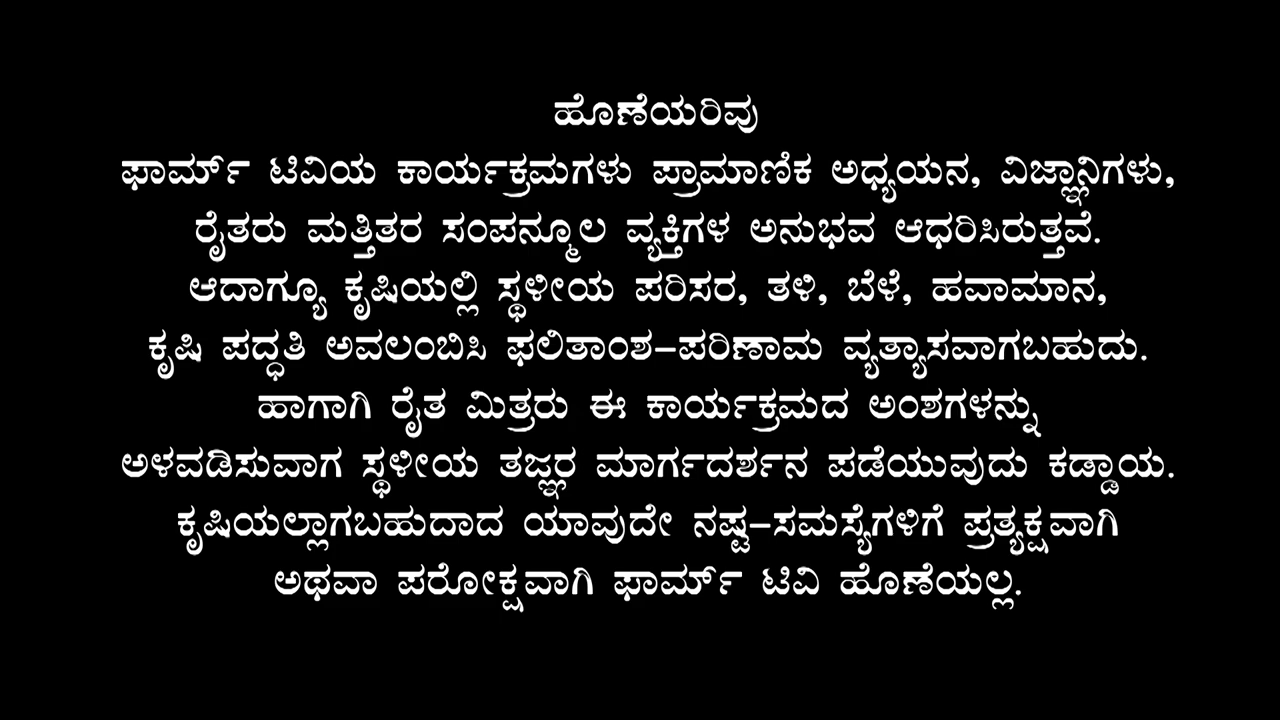 ಹೊಣೆಯರಿವು
ಫಾರ್ಮ್ ಟಿವಿಯ ಕಾರ್ಯಕ್ರಮಗಳು ಪ್ರಾಮಾಣಿಕ ಅಧ್ಯಯನ, ವಿಜ್ಞಾನಿಗಳು,
ರೈತರು ಮತ್ತಿತರ ಸಂಪನ್ಮೂಲ ವ್ಯಕ್ತಿಗಳ ಅನುಭವ ಆಧರಿಸಿರುತ್ತವೆ.
ಆದಾಗ್ಯೂ ಕೃಷಿಯಲ್ಲಿ ಸ್ಥಳೀಯ ಪರಿಸರ, ತಳಿ, ಬೆಳೆ, ಹವಾಮಾನ,
ಕೃಷಿ ಪದ್ಧತಿ ಅವಲಂಬಿಸಿ ಫಲಿತಾಂಶ-ಪರಿಣಾಮ ವ್ಯತ್ಯಾಸವಾಗಬಹುದು.
ಹಾಗಾಗಿ ರೈತ ಮಿತ್ರರು ಈ ಕಾರ್ಯಕ್ರಮದ ಅಂಶಗಳನ್ನು
ಅಳವಡಿಸುವಾಗ ಸ್ಥಳೀಯ ತಜ್ಞರ ಮಾರ್ಗದರ್ಶನ ಪಡೆಯುವುದು ಕಡ್ಡಾಯ.
ಕೃಷಿಯಲ್ಲಾಗಬಹುದಾದ ಯಾವುದೇ ನಷ್ಟ-ಸಮಸ್ಯೆಗಳಿಗೆ ಪ್ರತ್ಯಕ್ಷವಾಗಿ
ಅಥವಾ ಪರೋಕ್ಷವಾಗಿ ಫಾರ್ಮ್ ಟಿವಿ ಹೊಣೆಯಲ್ಲ.